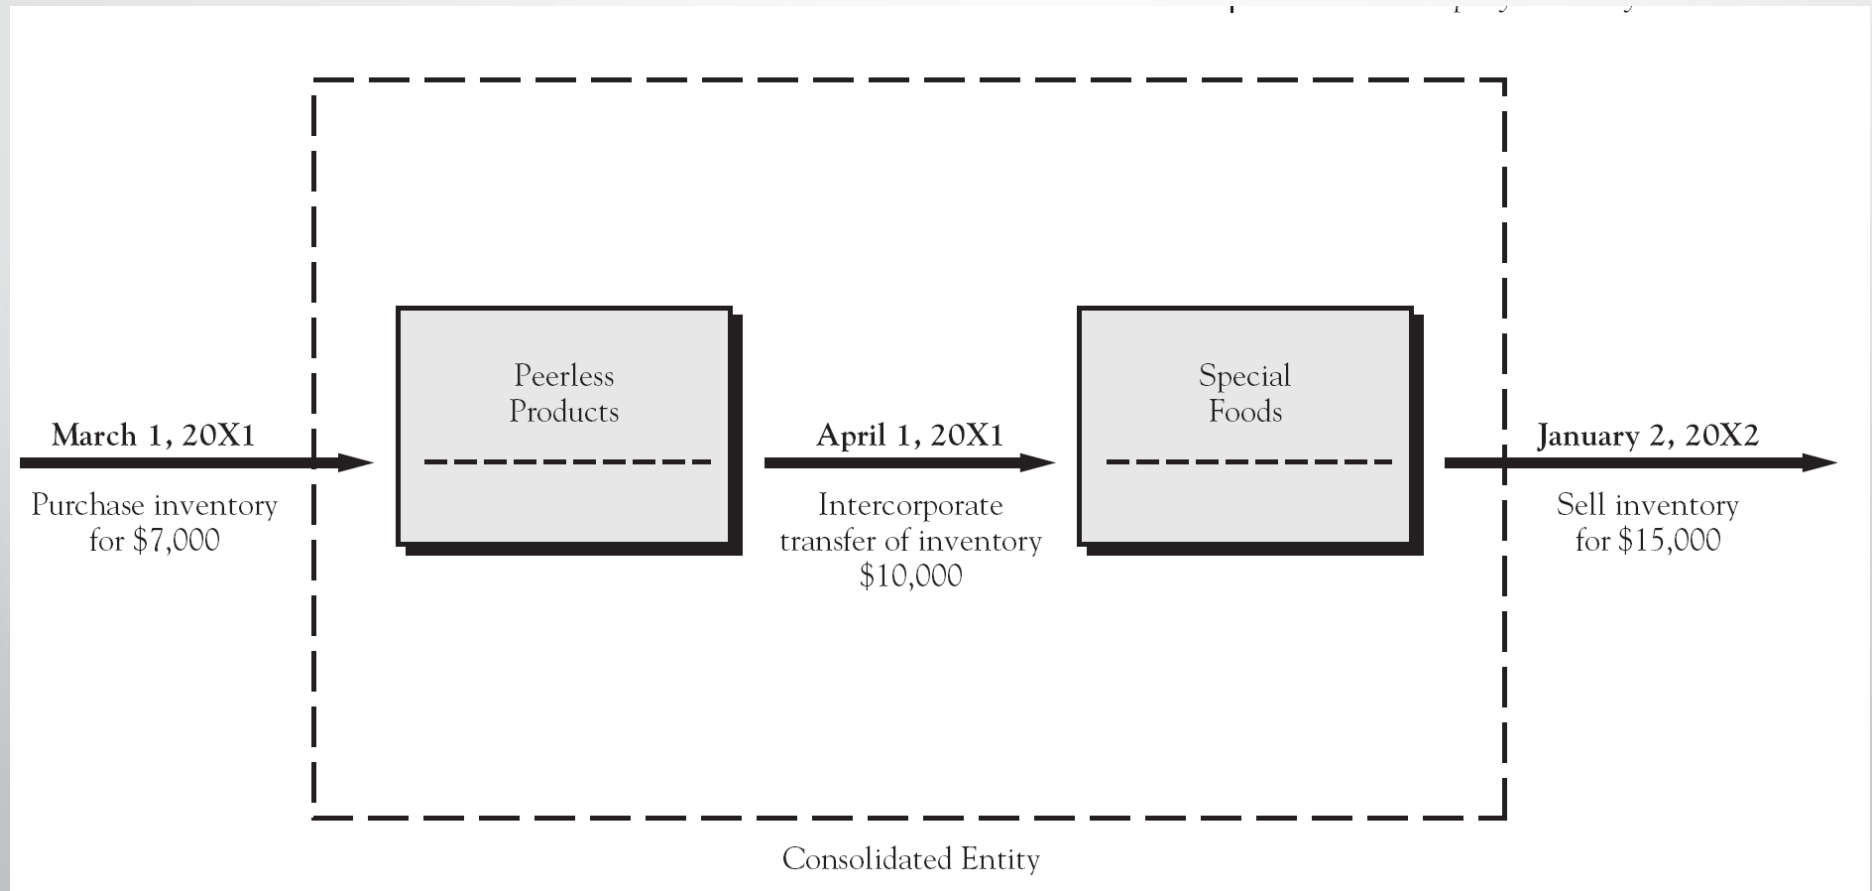 Peerless
Products
Special
Foods
March 1, 20X1
Purchase inventory
for $7,000
April 1, 20X1
Intercorporate
transfer of inventory
$10,000
January 2, 20X2
Sell inventory
for $15,000
Consolidated Entity